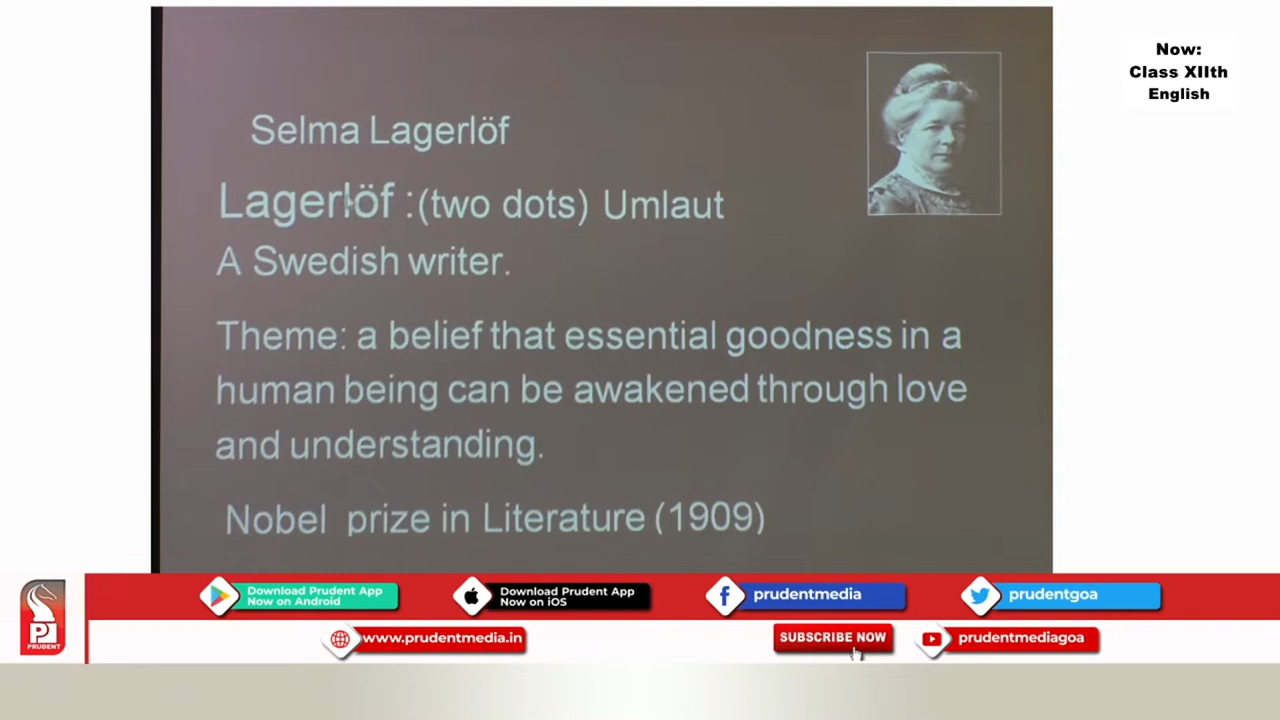 Now:
Class XIIth
English
Selma Lagerlöf
Lagerlöf :(two dots) Umlaut
A Swedish writer.
Theme: a belief that essential goodness in a
human being can be awakened through love
and understanding.
Nobel prize in Literature (1909)
Download Prudent App
Now on Android
Download Prudent App
Now on iOS
prudentmedia
prudentgoa
PRUDENT
www.prudentmedia.in
SUBSCRIBE NOW
prudentmediagoa